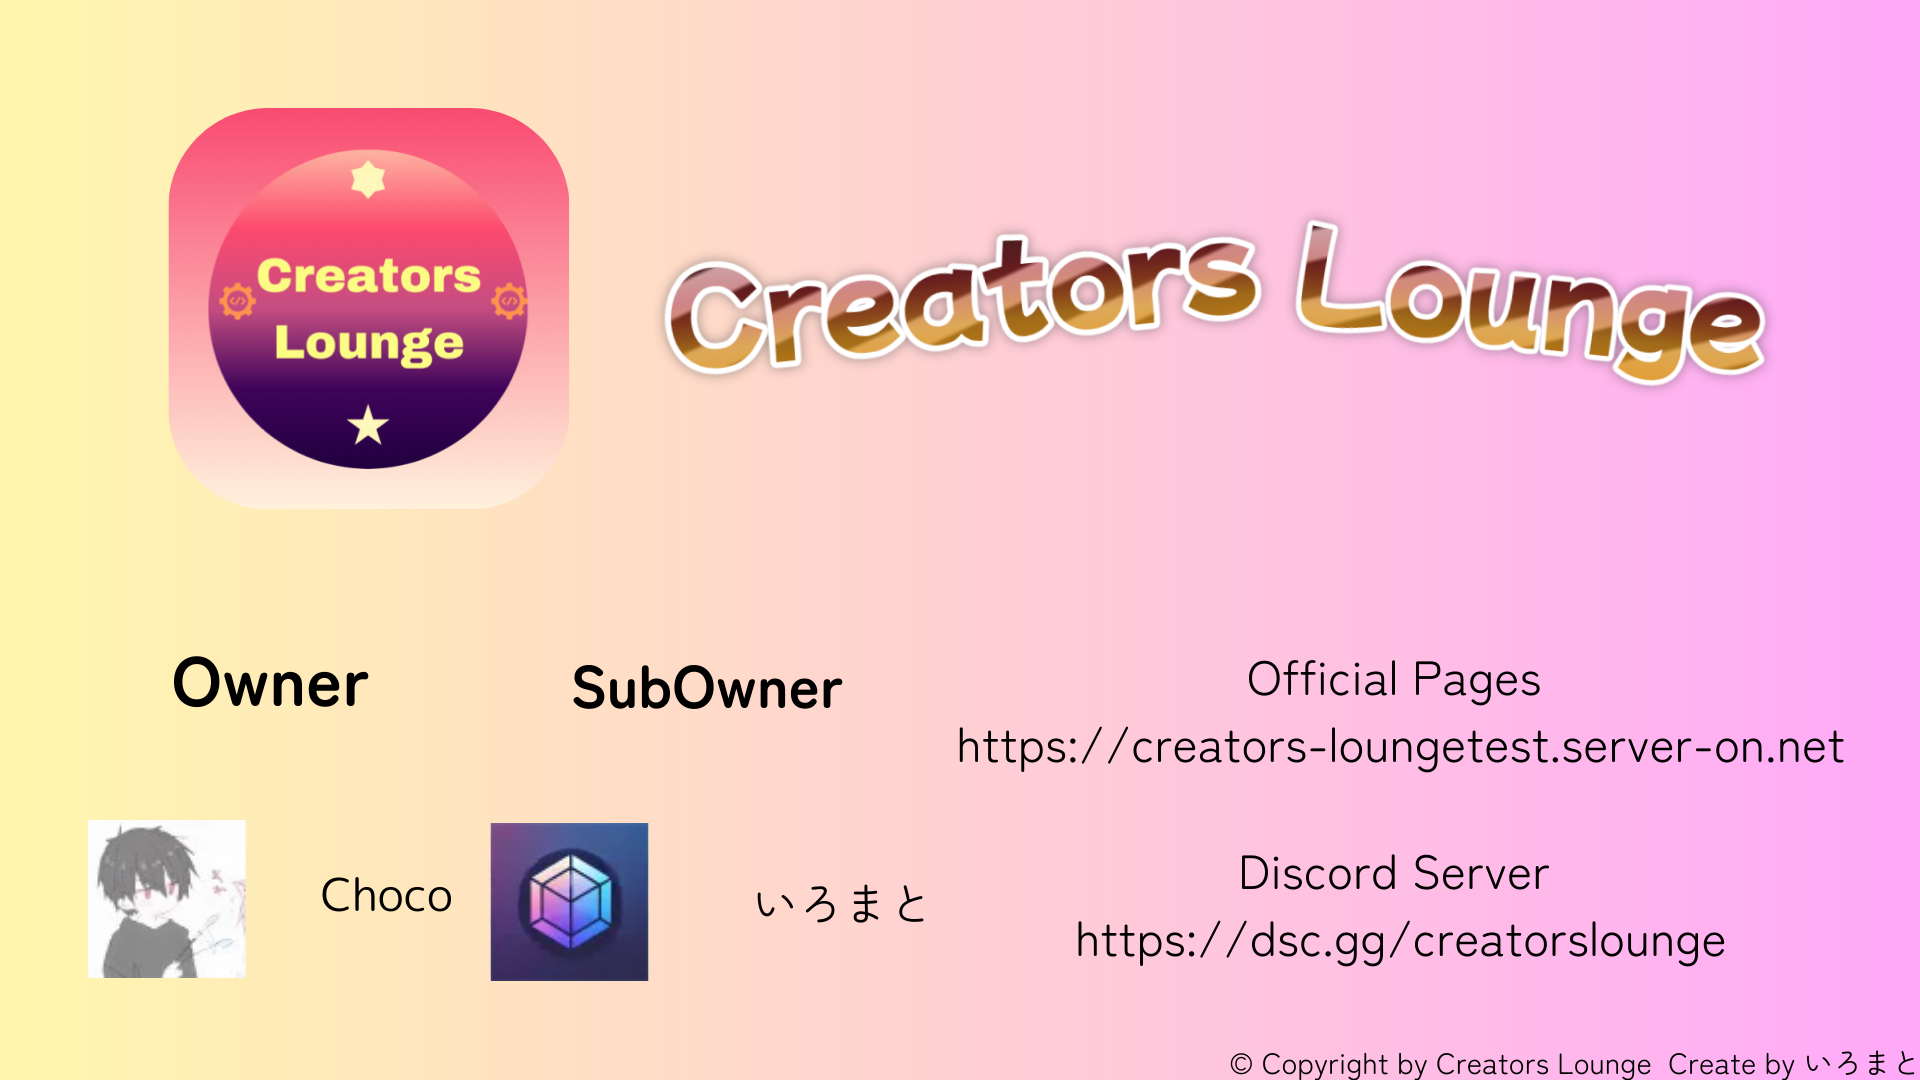 Creators
Lounge
Creators Lounge
Owner
SubOwner
Choco
いろまと
Official Pages
https://creators-loungetest.server-on.net
Discord Server
https://dsc.gg/creatorslounge
© Copyright by Creators Lounge  Create by いろまと